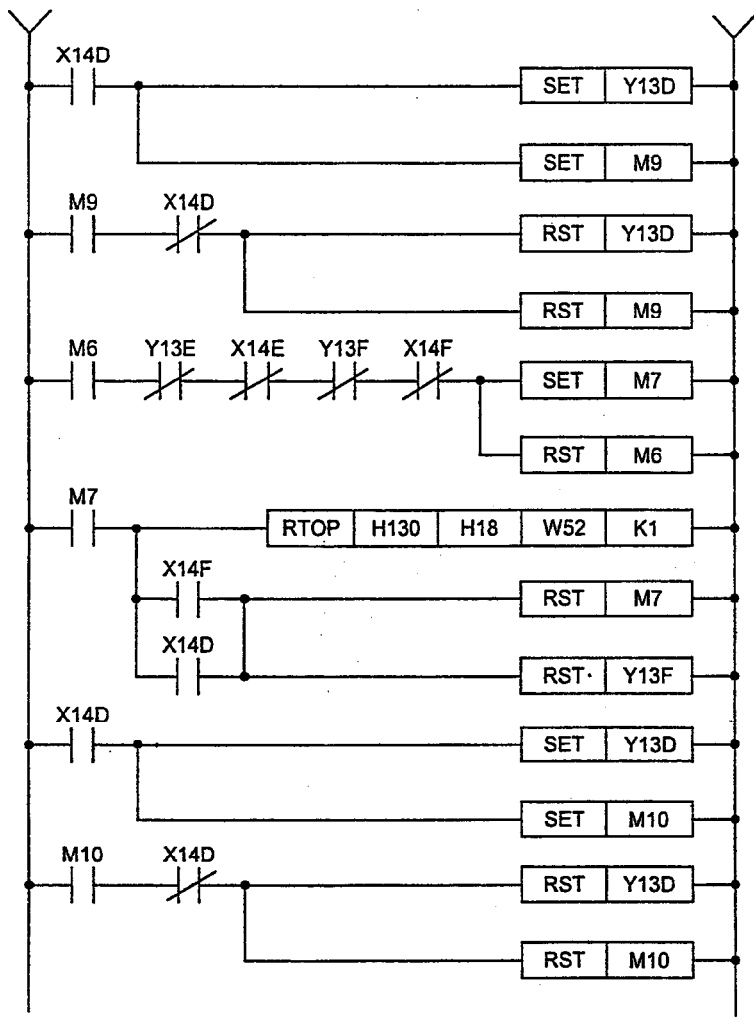 X14D
SET Y13D
SET M9
M9 X14D
RST Y13D
RST M9
M6 Y13E X14E Y13F X14F
SET M7
RST M6
M7
RTOP H130 H18 W52 K1
X14F
RST M7
X14D
RST Y13F
X14D
SET Y13D
SET M10
M10 X14D
RST Y13D
RST M10